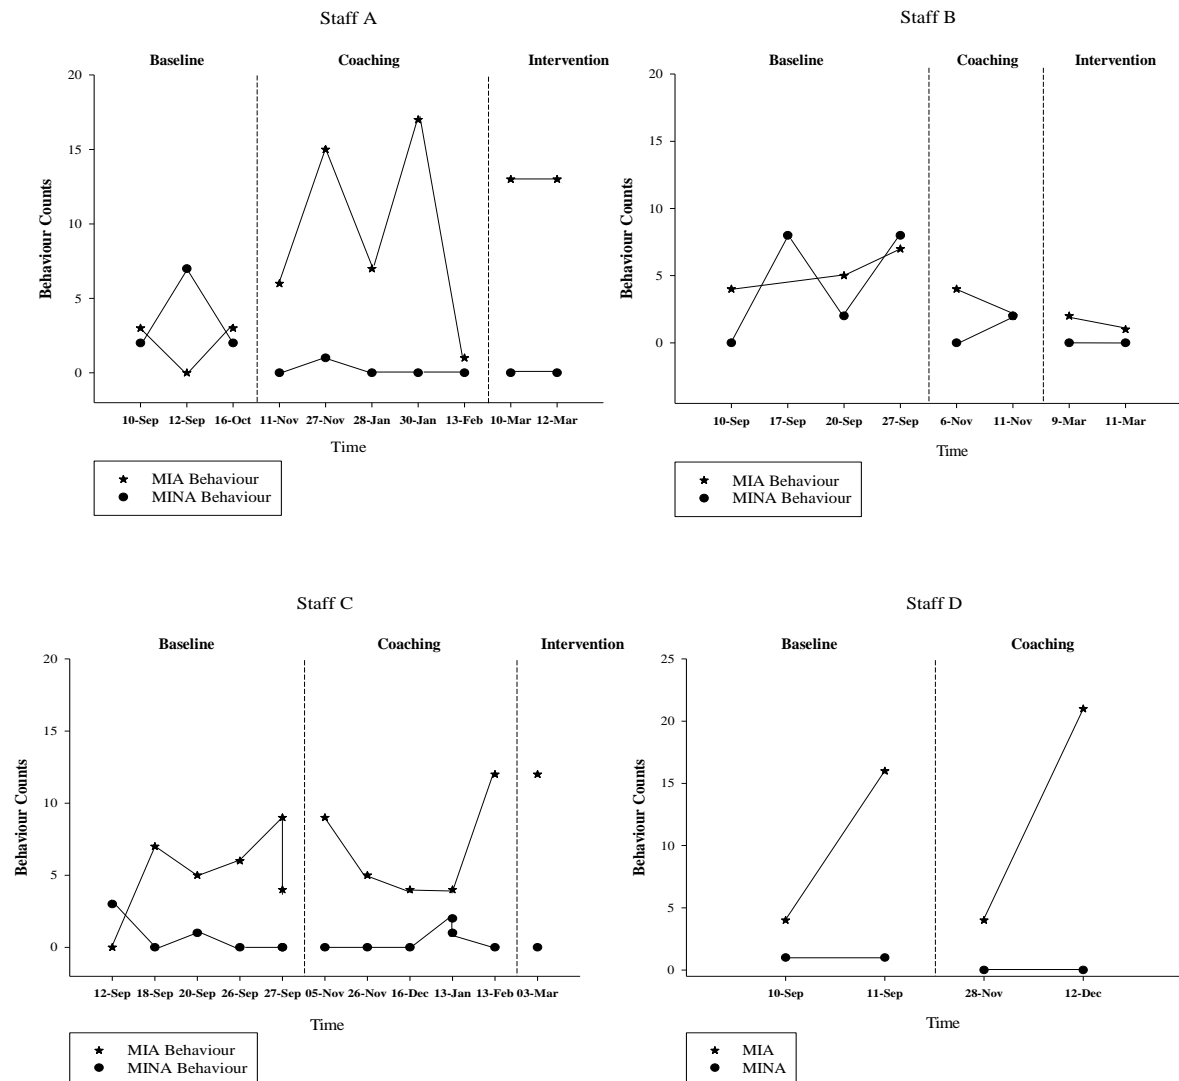 Staff A
Baseline Coaching Intervention
20
15
10
5
0
Behaviour Counts
10-Sep 12-Sep 16-Oct 11-Nov 27-Nov 28-Jan 30-Jan 13-Feb 10-Mar 12-Mar
Time
MIA Behaviour
MINA Behaviour
Staff B
Baseline Coaching Intervention
20
15
10
5
0
Behaviour Counts
10-Sep 17-Sep 20-Sep 27-Sep 6-Nov 11-Nov 9-Mar 11-Mar
Time
MIA Behaviour
MINA Behaviour
Staff C
Baseline Coaching Intervention
20
15
10
5
0
Behaviour Counts
12-Sep 18-Sep 20-Sep 26-Sep 27-Sep 05-Nov 26-Nov 16-Dec 13-Jan 13-Feb 03-Mar
Time
MIA Behaviour
MINA Behaviour
Staff D
Baseline Coaching
25
20
15
10
5
0
Behaviour Counts
10-Sep 11-Sep 28-Nov 12-Dec
Time
MIA
MINA